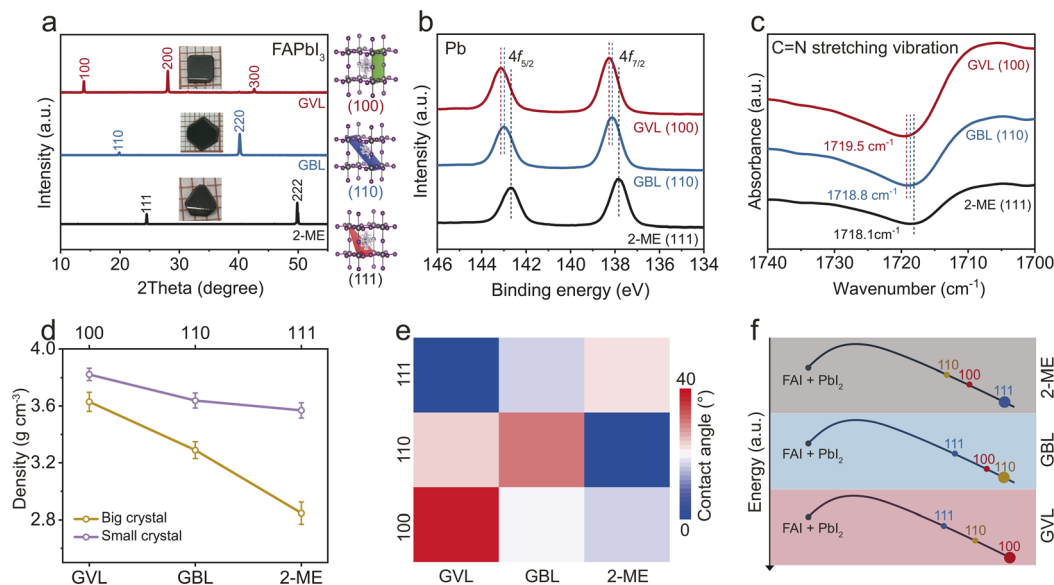 a
FAPbI3
100
200
300
GVL
110
220
GBL
111
222
2-ME
10
20
30
40
50
2Theta (degree)
Intensity (a.u.)
(100)
(110)
(111)
b
Pb
4f5/2
4f7/2
GVL (100)
GBL (110)
2-ME (111)
146
144
142
140
138
136
134
Binding energy (eV)
Intensity (a.u.)
c
C=N stretching vibration
GVL (100)
1719.5 cm-1
GBL (110)
1718.8 cm-1
2-ME (111)
1718.1cm-1
1740
1730
1720
1710
1700
Wavenumber (cm-1)
Absorbance (a.u.)
d
100
110
111
4.0
3.6
3.2
2.8
Density (g cm-3)
Big crystal
Small crystal
GVL
GBL
2-ME
e
111
110
100
GVL
GBL
2-ME
40
0
Contact angle (°)
f
Energy (a.u.)
FAI + PbI2
110
100
111
2-ME
FAI + PbI2
111
100
110
GBL
FAI + PbI2
111
110
100
GVL